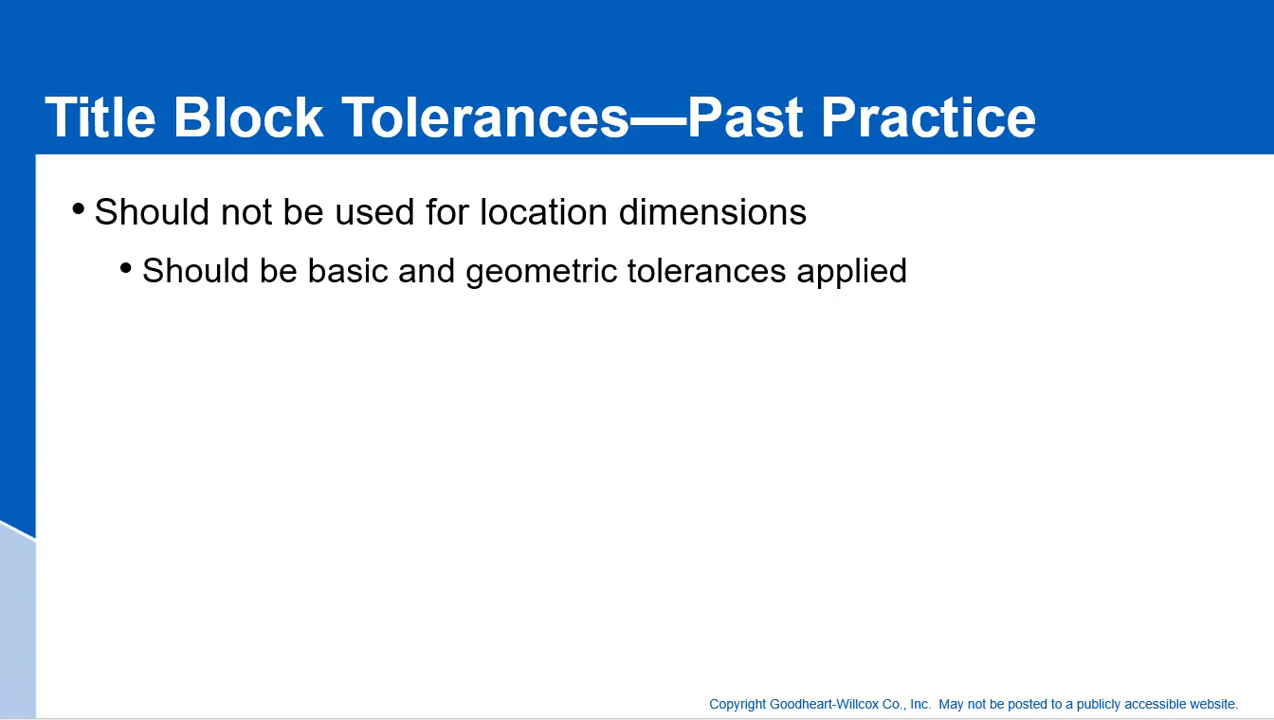 Title Block Tolerances—Past Practice
• Should not be used for location dimensions
• Should be basic and geometric tolerances applied
Copyright Goodheart-Willcox Co., Inc. May not be posted to a publicly accessible website.